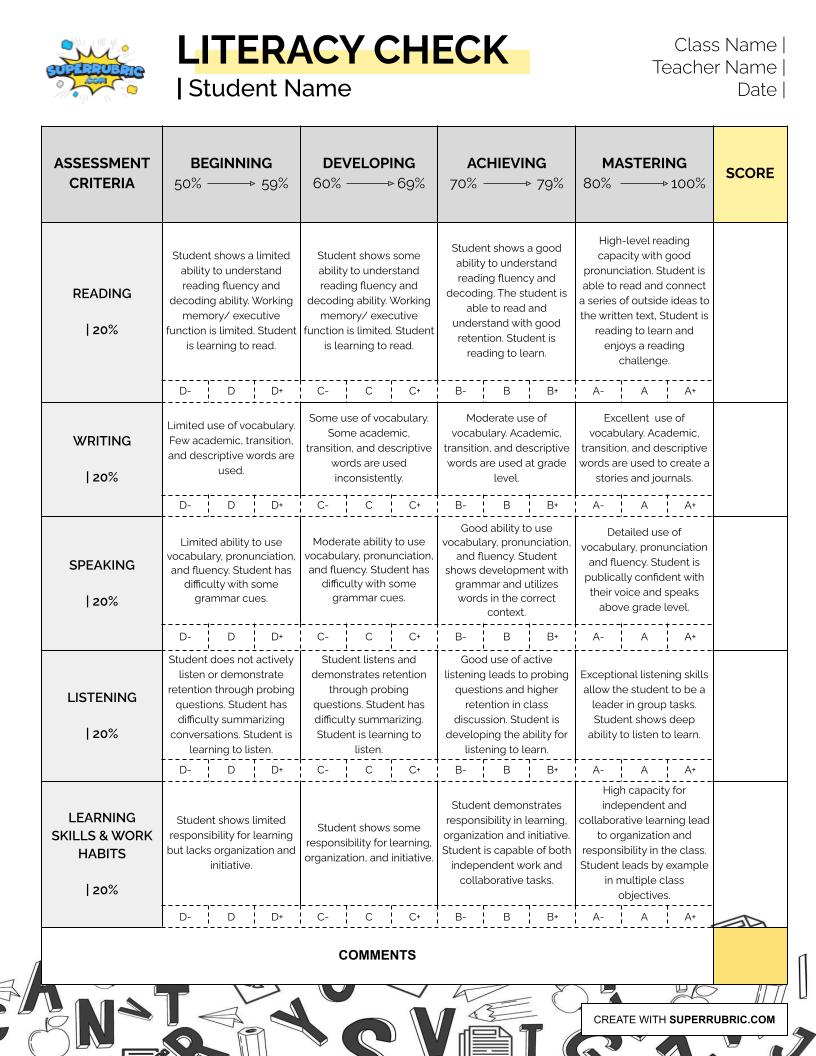 SUPERRUBRIC
.COM
LITERACY CHECK
| Student Name
Class Name |
Teacher Name |
Date |
ASSESSMENT
CRITERIA
BEGINNING
50% 59%
DEVELOPING
60% 69%
ACHIEVING
70% 79%
MASTERING
80% 100%
SCORE
READING
| 20%
Student shows a limited
ability to understand
reading fluency and
decoding ability. Working
memory/ executive
function is limited. Student
is learning to read.
Student shows some
ability to understand
reading fluency and
decoding ability. Working
memory/ executive
function is limited. Student
is learning to read.
Student shows a good
ability to understand
reading fluency and
decoding. The student is
able to read and
understand with good
retention. Student is
reading to learn.
High-level reading
capacity with good
pronunciation. Student is
able to read and connect
a series of outside ideas to
the written text, Student is
reading to learn and
enjoys a reading
challenge.
D- D D+ C- C C+ B- B B+ A- A A+
WRITING
| 20%
Limited use of vocabulary.
Few academic, transition,
and descriptive words are
used.
Some use of vocabulary.
Some academic,
transition, and descriptive
words are used
inconsistently.
Moderate use of
vocabulary. Academic,
transition, and descriptive
words are used at grade
level.
Excellent  use of
vocabulary. Academic,
transition, and descriptive
words are used to create a
stories and journals.
D- D D+ C- C C+ B- B B+ A- A A+
SPEAKING
| 20%
Limited ability to use
vocabulary, pronunciation,
and fluency. Student has
difficulty with some
grammar cues.
Moderate ability to use
vocabulary, pronunciation,
and fluency. Student has
difficulty with some
grammar cues.
Good ability to use
vocabulary, pronunciation,
and fluency. Student
shows development with
grammar and utilizes
words in the correct
context.
Detailed use of
vocabulary, pronunciation
and fluency. Student is
publically confident with
their voice and speaks
above grade level.
D- D D+ C- C C+ B- B B+ A- A A+
LISTENING
| 20%
Student does not actively
listen or demonstrate
retention through probing
questions. Student has
difficulty summarizing
conversations. Student is
learning to listen.
Student listens and
demonstrates retention
through probing
questions. Student has
difficulty summarizing.
Student is learning to
listen.
Good use of active
listening leads to probing
questions and higher
retention in class
discussion. Student is
developing the ability for
listening to learn.
Exceptional listening skills
allow the student to be a
leader in group tasks.
Student shows deep
ability to listen to learn.
D- D D+ C- C C+ B- B B+ A- A A+
LEARNING
SKILLS & WORK
HABITS
| 20%
Student shows limited
responsibility for learning
but lacks organization and
initiative.
Student shows some
responsibility for learning,
organization, and initiative.
Student demonstrates
responsibility in learning,
organization and initiative.
Student is capable of both
independent work and
collaborative tasks.
High capacity for
independent and
collaborative learning lead
to organization and
responsibility in the class.
Student leads by example
in multiple class
objectives.
D- D D+ C- C C+ B- B B+ A- A A+
COMMENTS
CREATE WITH SUPERRUBRIC.COM